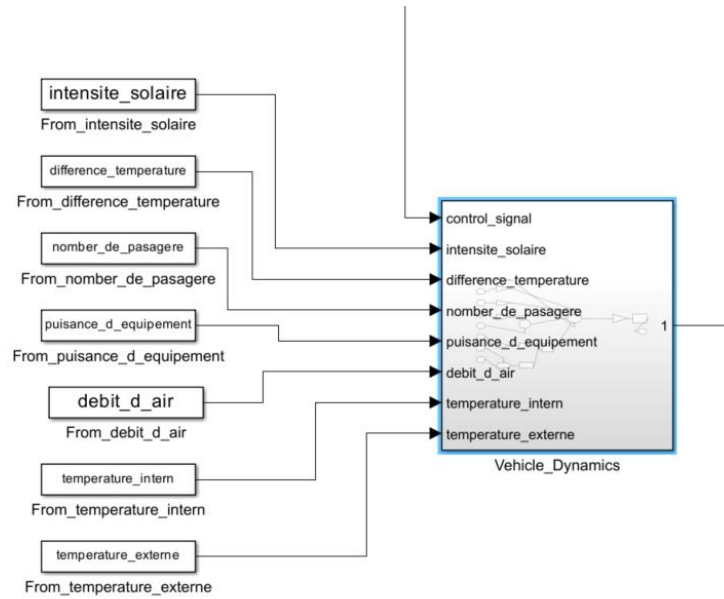 intensite_solaire
From_intensite_solaire
difference_temperature
From_difference_temperature
nomber_de_pasagere
From_nomber_de_pasagere
puisance_d_equipement
From_puisance_d_equipement
debit_d_air
From_debit_d_air
temperature_intern
From_temperature_intern
temperature_externe
From_temperature_externe
control_signal
intensite_solaire
difference_temperature
nomber_de_pasagere
puisance_d_equipement
debit_d_air
temperature_intern
temperature_externe
1
Vehicle_Dynamics